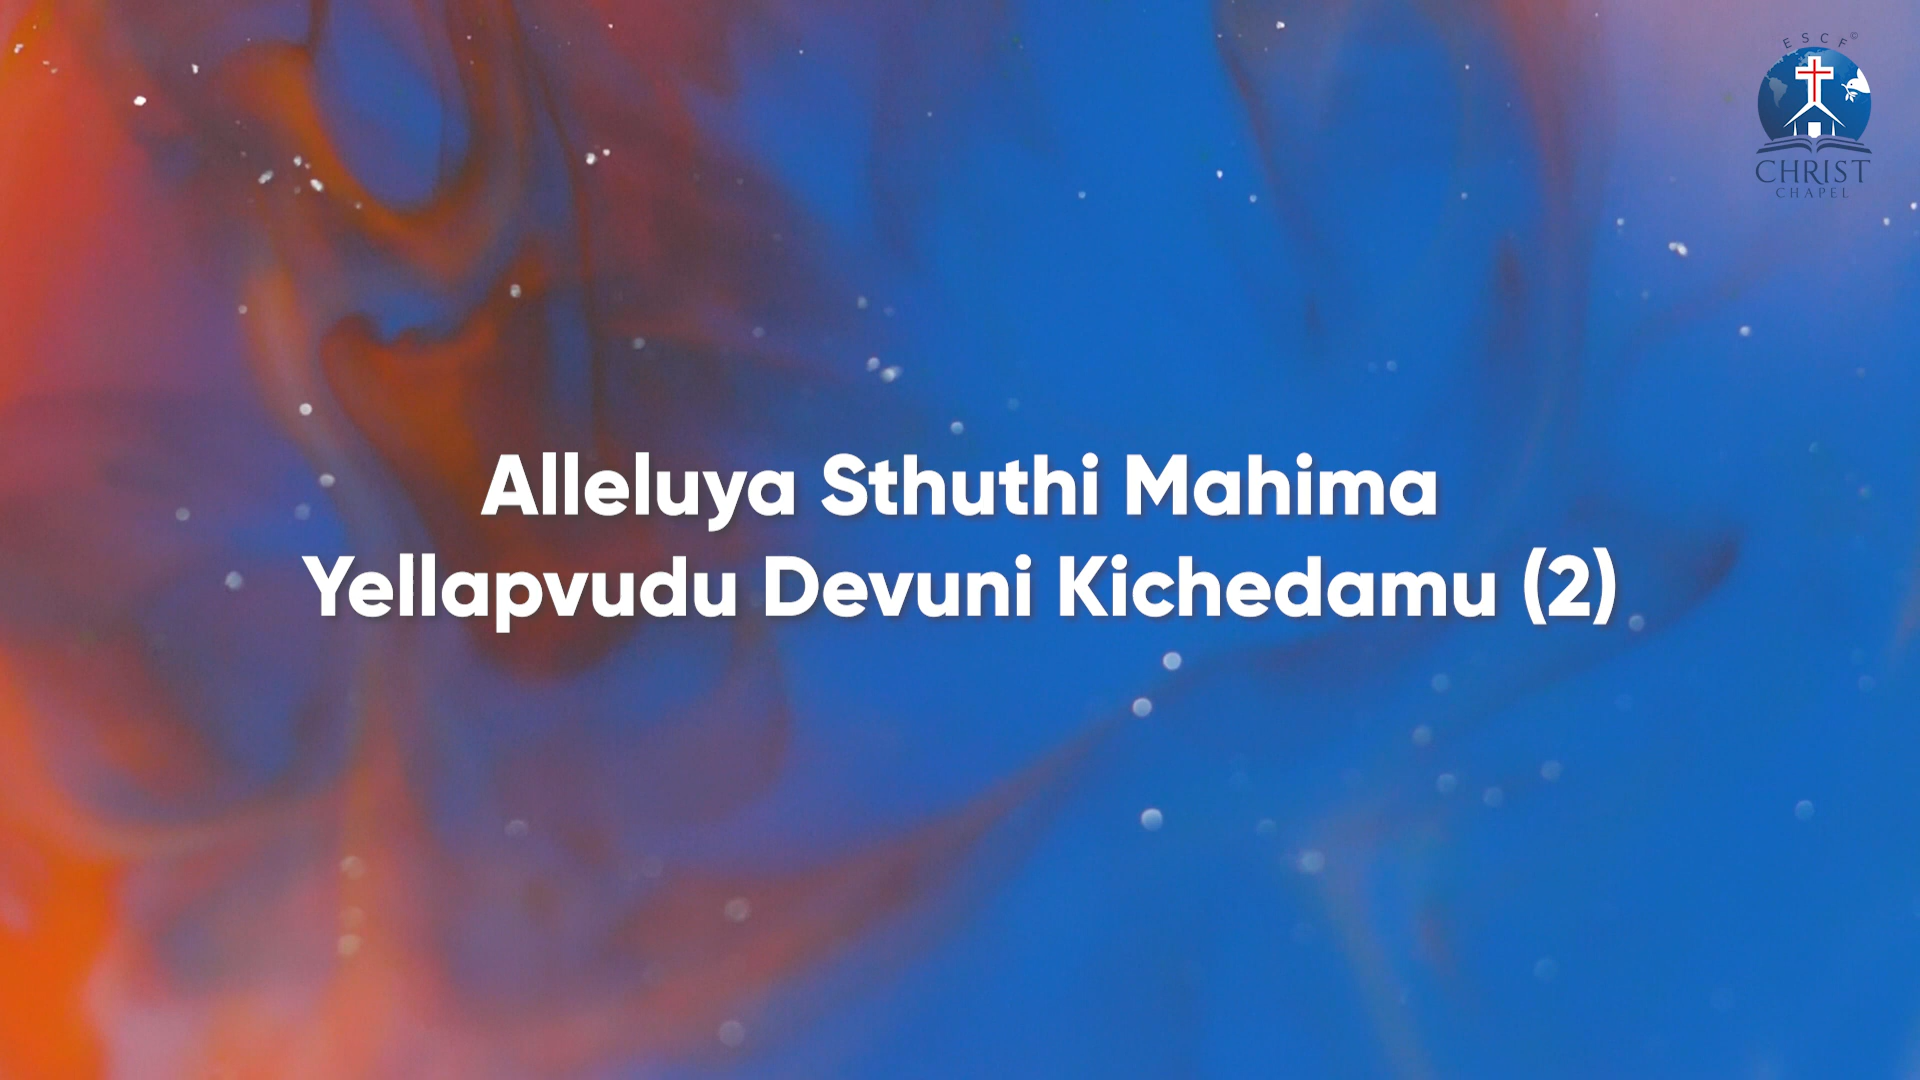 ESCF©
CHRIST
CHAPEL
Alleluya Sthuthi Mahima
Yellapvudu Devuni Kichedamu (2)